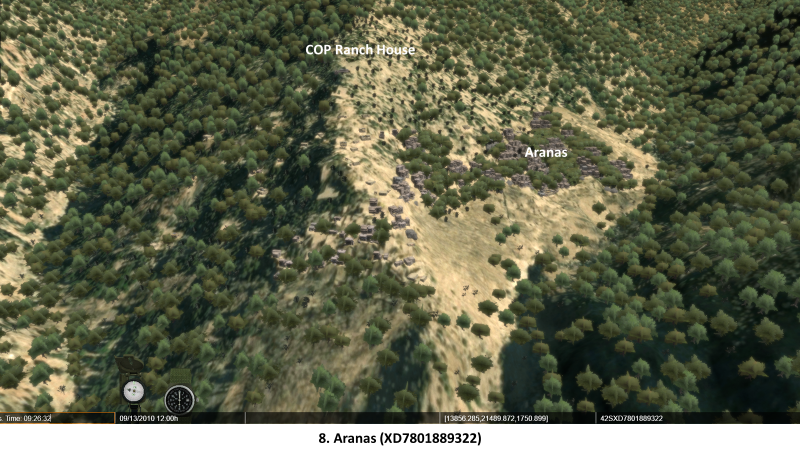 COP Ranch House
Aranas
s. Time: 09:26:32
09/13/2010 12:00h
[13856.285,21489.872,1750.899]
42SXD7801889322
8. Aranas (XD7801889322)